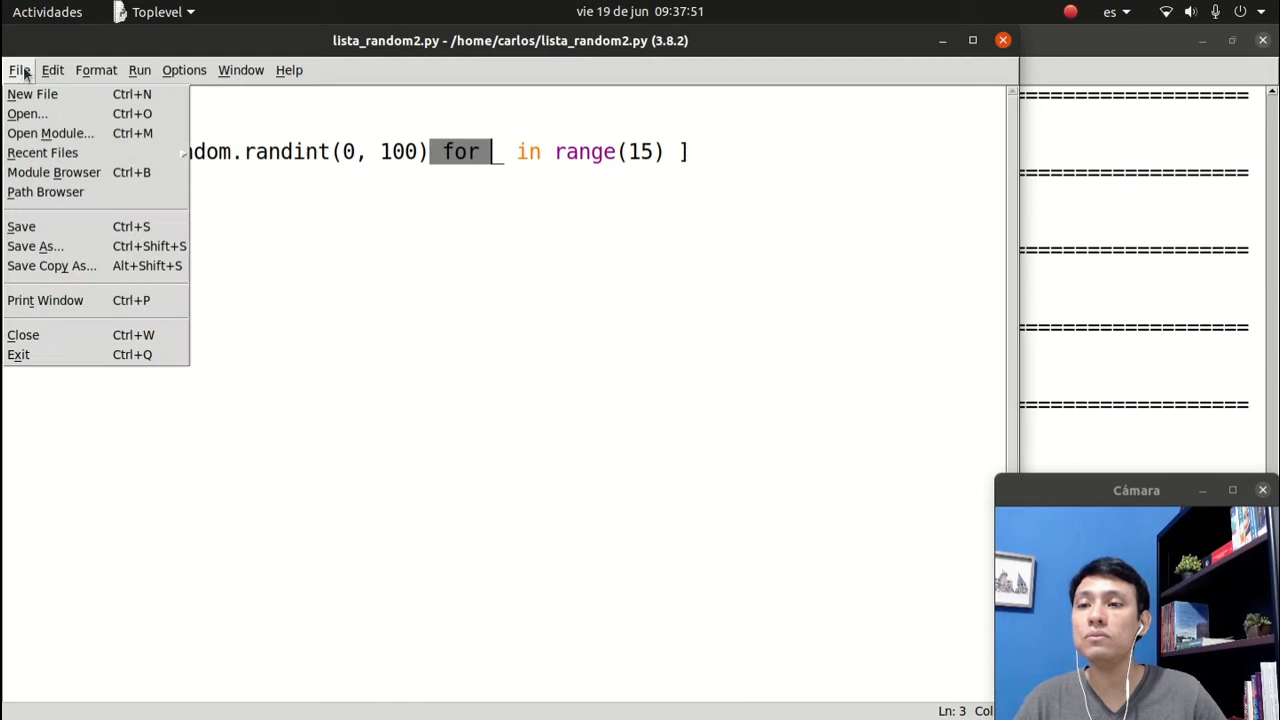 Actividades Toplevel vie 19 de jun 09:37:51 es
lista_random2.py - /home/carlos/lista_random2.py (3.8.2)
File Edit Format Run Options Window Help
New File Ctrl+N
Open... Ctrl+O
Open Module... Ctrl+M
Recent Files
Module Browser Ctrl+B
Path Browser
Save Ctrl+S
Save As... Ctrl+Shift+S
Save Copy As... Alt+Shift+S
Print Window Ctrl+P
Close Ctrl+W
Exit Ctrl+Q
ndom.randint(0, 100) for _ in range(15) ]
===================
===================
===================
===================
===================
Cámara
Ln: 3 Col